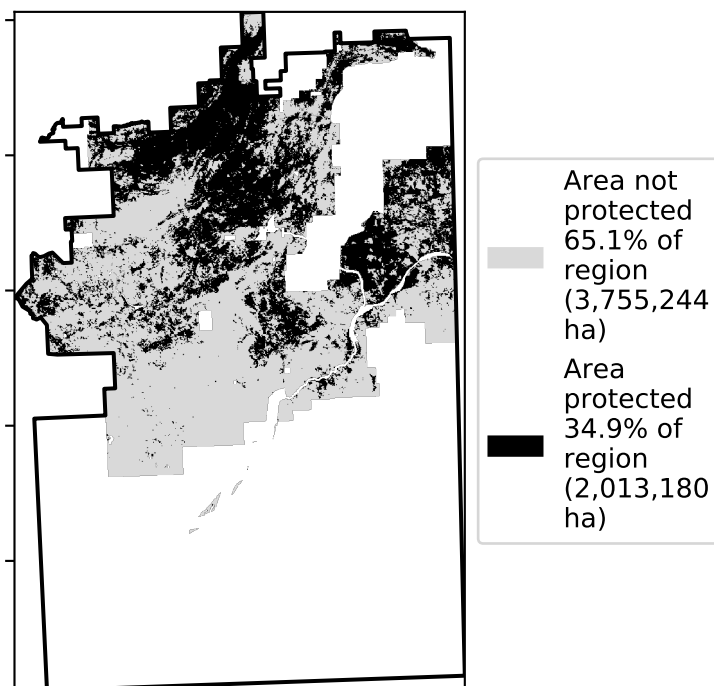 Area not
protected
65.1% of
region
(3,755,244
ha)
Area
protected
34.9% of
region
(2,013,180
ha)